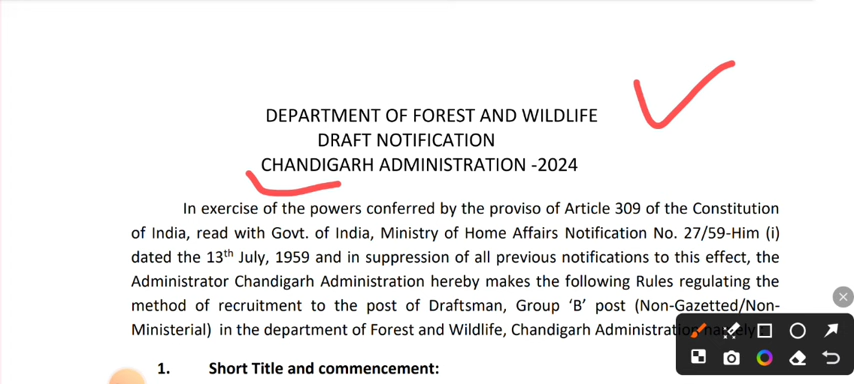 DEPARTMENT OF FOREST AND WILDLIFE
DRAFT NOTIFICATION
CHANDIGARH ADMINISTRATION -2024
In exercise of the powers conferred by the proviso of Article 309 of the Constitution
of India, read with Govt. of India, Ministry of Home Affairs Notification No. 27/59-Him (i)
dated the 13th July, 1959 and in suppression of all previous notifications to this effect, the
Administrator Chandigarh Administration hereby makes the following Rules regulating the
method of recruitment to the post of Draftsman, Group 'B' post (Non-Gazetted/Non-
Ministerial) in the department of Forest and Wildlife, Chandigarh Administration
1. Short Title and commencement: